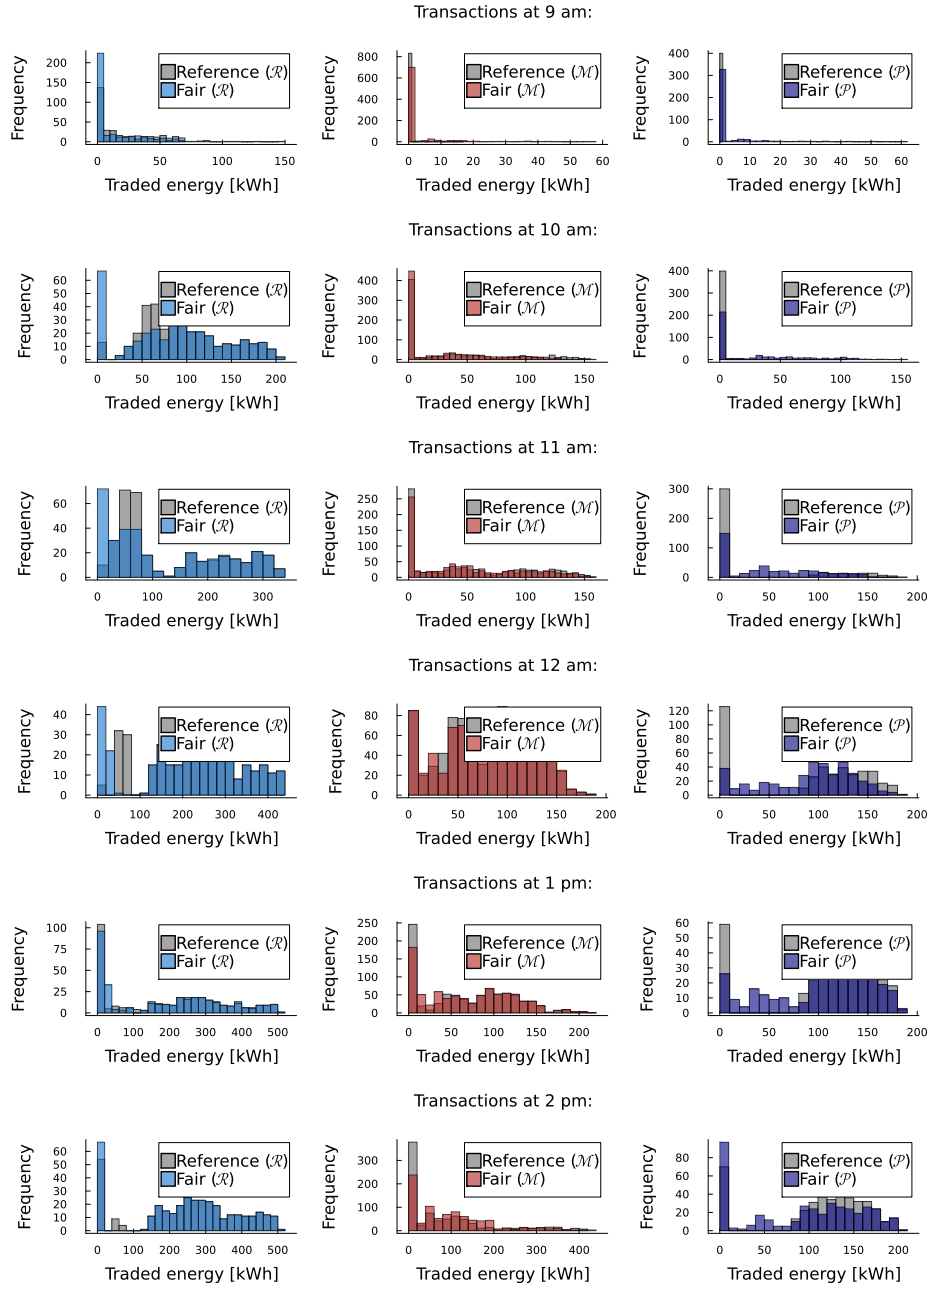 Transactions at 9 am:
Frequency
200
150
100
50
0
0 50 100 150
Traded energy [kWh]
Reference (ℛ)
Fair (ℛ)
Frequency
800
600
400
200
0
0 10 20 30 40 50 60
Traded energy [kWh]
Reference (ℳ)
Fair (ℳ)
Frequency
400
300
200
100
0
0 10 20 30 40 50 60
Traded energy [kWh]
Reference (𝒫)
Fair (𝒫)
Transactions at 10 am:
Frequency
60
40
20
10
0
0 50 100 150 200
Traded energy [kWh]
Reference (ℛ)
Fair (ℛ)
Frequency
400
300
200
100
0
0 50 100 150
Traded energy [kWh]
Reference (ℳ)
Fair (ℳ)
Frequency
400
300
200
100
0
0 50 100 150
Traded energy [kWh]
Reference (𝒫)
Fair (𝒫)
Transactions at 11 am:
Frequency
60
40
20
0
0 100 200 300
Traded energy [kWh]
Reference (ℛ)
Fair (ℛ)
Frequency
250
200
150
100
50
0
0 50 100 150
Traded energy [kWh]
Reference (ℳ)
Fair (ℳ)
Frequency
300
200
100
0
0 50 100 150 200
Traded energy [kWh]
Reference (𝒫)
Fair (𝒫)
Transactions at 12 am:
Frequency
40
30
20
10
0
0 100 200 300 400
Traded energy [kWh]
Reference (ℛ)
Fair (ℛ)
Frequency
80
60
40
20
0
0 50 100 150 200
Traded energy [kWh]
Reference (ℳ)
Fair (ℳ)
Frequency
120
100
80
60
40
20
0
0 50 100 150 200
Traded energy [kWh]
Reference (𝒫)
Fair (𝒫)
Transactions at 1 pm:
Frequency
100
75
50
25
0
0 100 200 300 400 500
Traded energy [kWh]
Reference (ℛ)
Fair (ℛ)
Frequency
250
200
150
100
50
0
0 50 100 150 200
Traded energy [kWh]
Reference (ℳ)
Fair (ℳ)
Frequency
60
50
40
30
20
10
0
0 50 100 150 200
Traded energy [kWh]
Reference (𝒫)
Fair (𝒫)
Transactions at 2 pm:
Frequency
60
50
40
30
20
10
0
0 100 200 300 400 500
Traded energy [kWh]
Reference (ℛ)
Fair (ℛ)
Frequency
300
200
100
0
0 100 200 300 400
Traded energy [kWh]
Reference (ℳ)
Fair (ℳ)
Frequency
80
60
40
20
0
0 50 100 150 200
Traded energy [kWh]
Reference (𝒫)
Fair (𝒫)